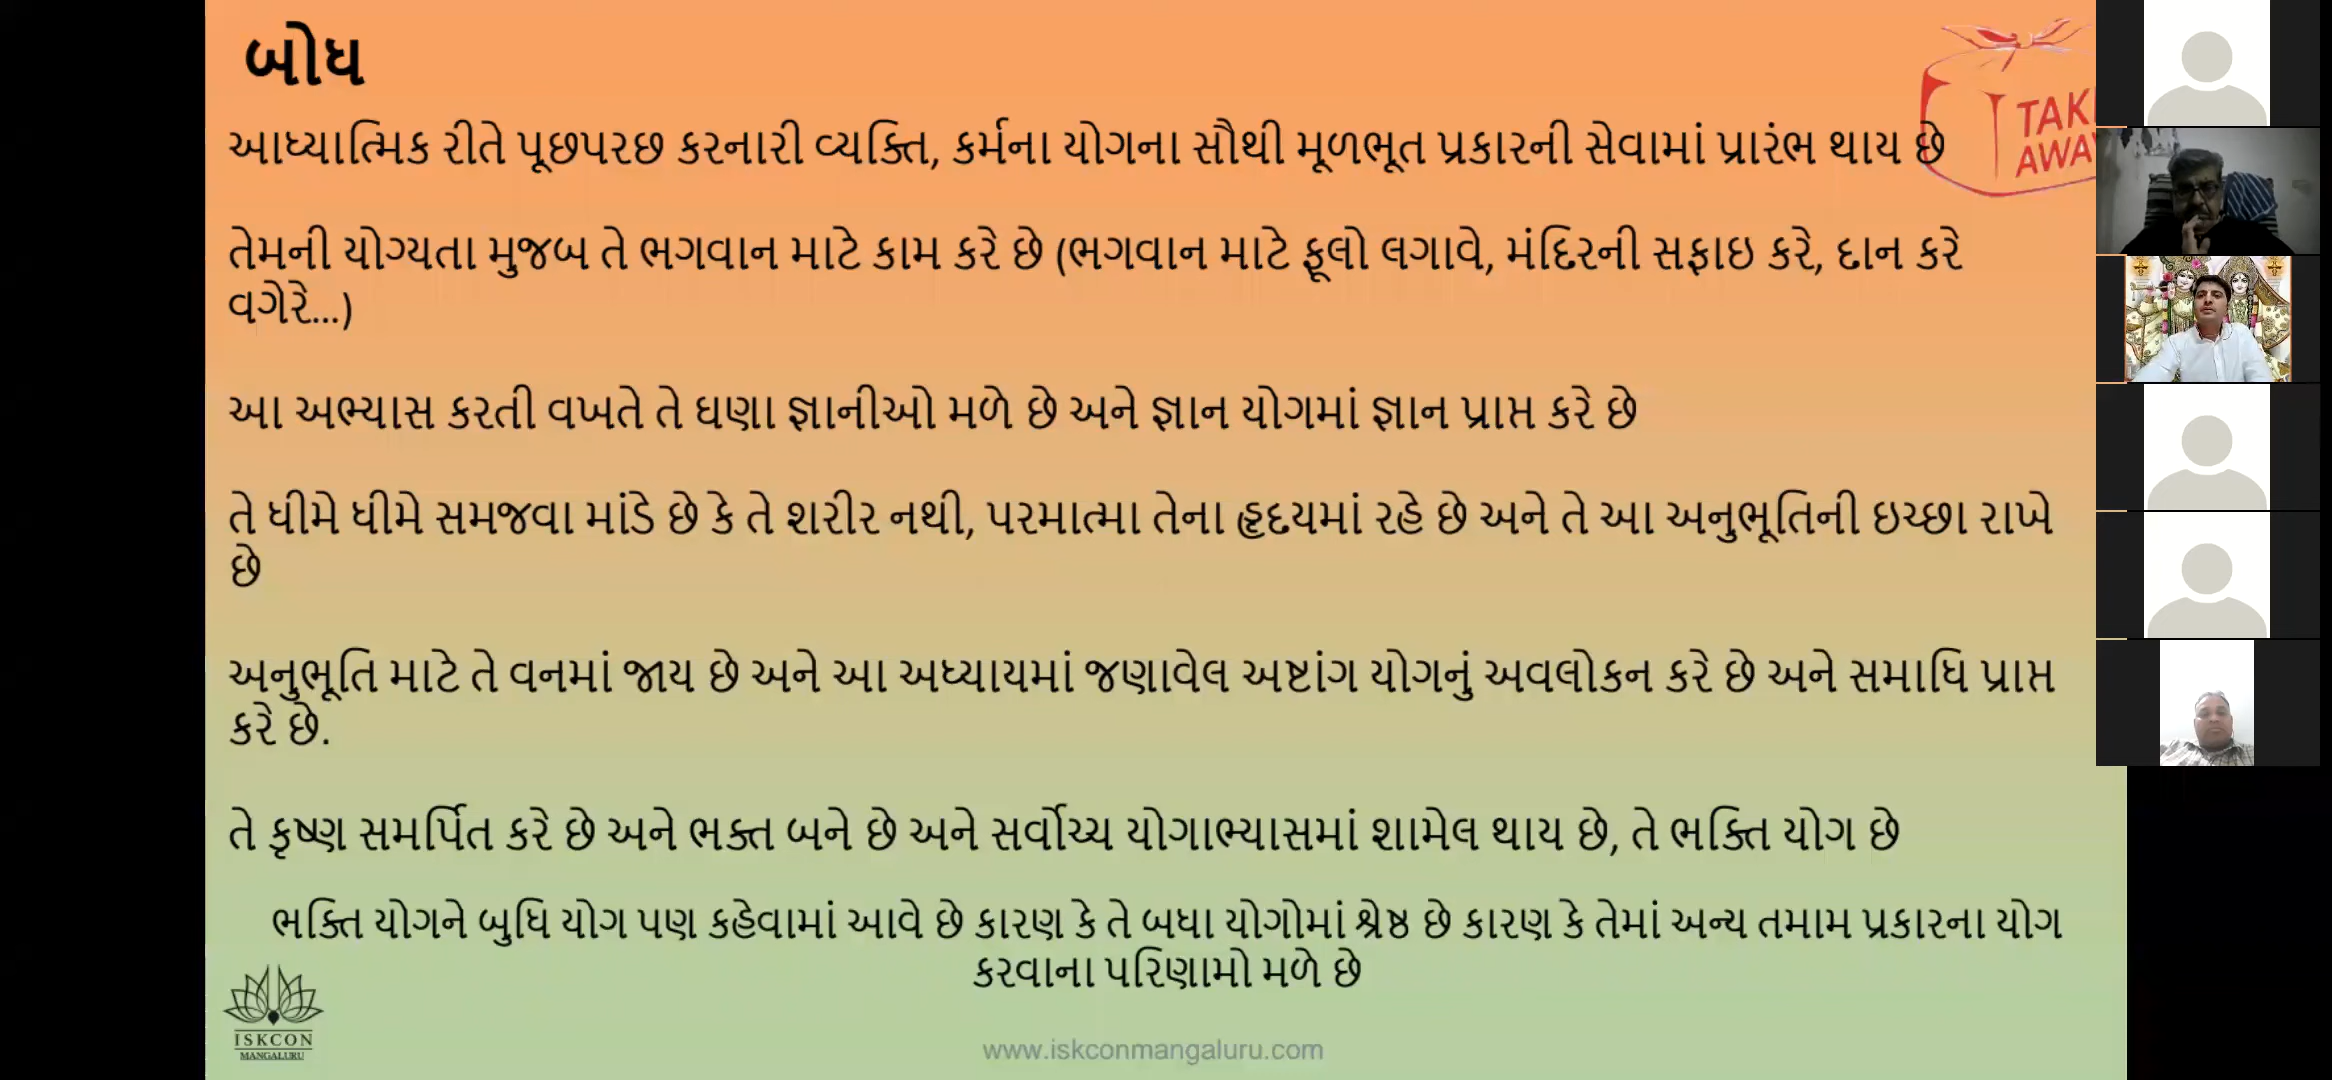 બોધ
TAK
AWA
આધ્યાત્મિક રીતે પૂછપરછ કરનારી વ્યક્તિ, કર્મના યોગના સૌથી મૂળભૂત પ્રકારની સેવામાં પ્રારંભ થાય છે
તેમની યોગ્યતા મુજબ તે ભગવાન માટે કામ કરે છે (ભગવાન માટે ફૂલો લગાવે, મંદિરની સફાઇ કરે, દાન કરે
વગેરે...)
આ અભ્યાસ કરતી વખતે તે ઘણા જ્ઞાનીઓ મળે છે અને જ્ઞાન યોગમાં જ્ઞાન પ્રાપ્ત કરે છે
તે ધીમે ધીમે સમજવા માંડે છે કે તે શરીર નથી, પરમાત્મા તેના હૃદયમાં રહે છે અને તે આ અનુભૂતિની ઇચ્છા રાખે
છે
અનુભૂતિ માટે તે વનમાં જાય છે અને આ અધ્યાયમાં જણાવેલ અષ્ટાંગ યોગનું અવલોકન કરે છે અને સમાધિ પ્રાપ્ત
કરે છે.
તે કૃષ્ણ સમર્પિત કરે છે અને ભક્ત બને છે અને સર્વોચ્ચ યોગાભ્યાસમાં શામેલ થાય છે, તે ભક્તિ યોગ છે
ભક્તિ યોગને બુધિ યોગ પણ કહેવામાં આવે છે કારણ કે તે બધા યોગોમાં શ્રેષ્ઠ છે કારણ કે તેમાં અન્ય તમામ પ્રકારના યોગ
કરવાના પરિણામો મળે છે
ISKCON
MANGALURU
www.iskconmangaluru.com